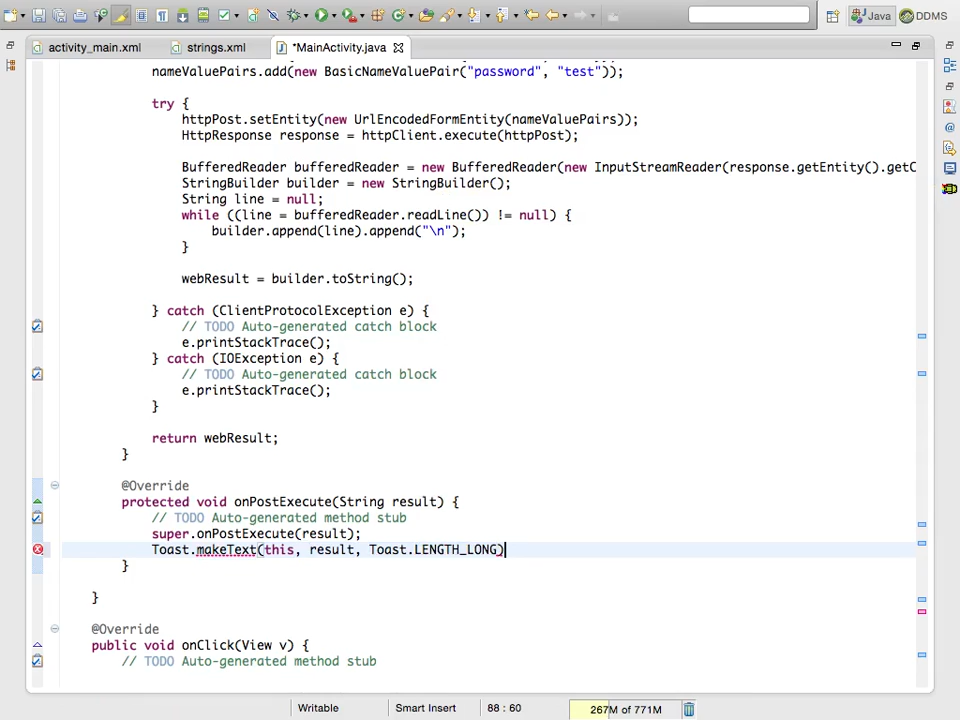 Java
DDMS
activity_main.xml
strings.xml
*MainActivity.java
nameValuePairs.add(new BasicNameValuePair("password", "test"));
try {
httpPost.setEntity(new UrlEncodedFormEntity(nameValuePairs));
HttpResponse response = httpClient.execute(httpPost);
BufferedReader bufferedReader = new BufferedReader(new InputStreamReader(response.getEntity().getC
StringBuilder builder = new StringBuilder();
String line = null;
while ((line = bufferedReader.readLine()) != null) {
builder.append(line).append("\n");
}
webResult = builder.toString();
} catch (ClientProtocolException e) {
// TODO Auto-generated catch block
e.printStackTrace();
} catch (IOException e) {
// TODO Auto-generated catch block
e.printStackTrace();
}
return webResult;
}
@Override
protected void onPostExecute(String result) {
// TODO Auto-generated method stub
super.onPostExecute(result);
Toast.makeText(this, result, Toast.LENGTH_LONG)
}
}
@Override
public void onClick(View v) {
// TODO Auto-generated method stub
Writable
Smart Insert
88 : 60
267M of 771M